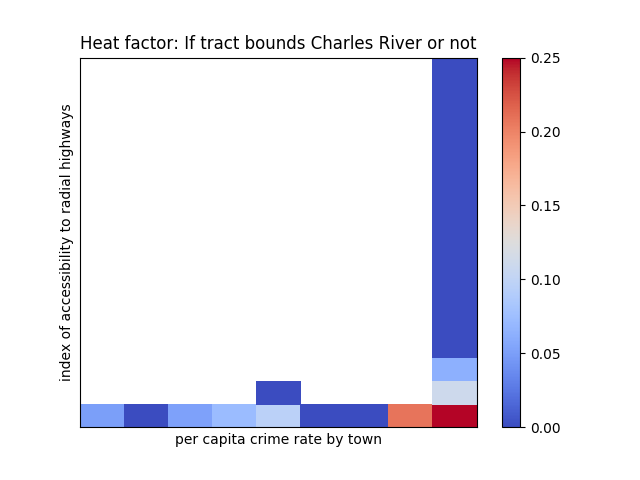 Heat factor: If tract bounds Charles River or not
index of accessibility to radial highways
per capita crime rate by town
0.25
0.20
0.15
0.10
0.05
0.00